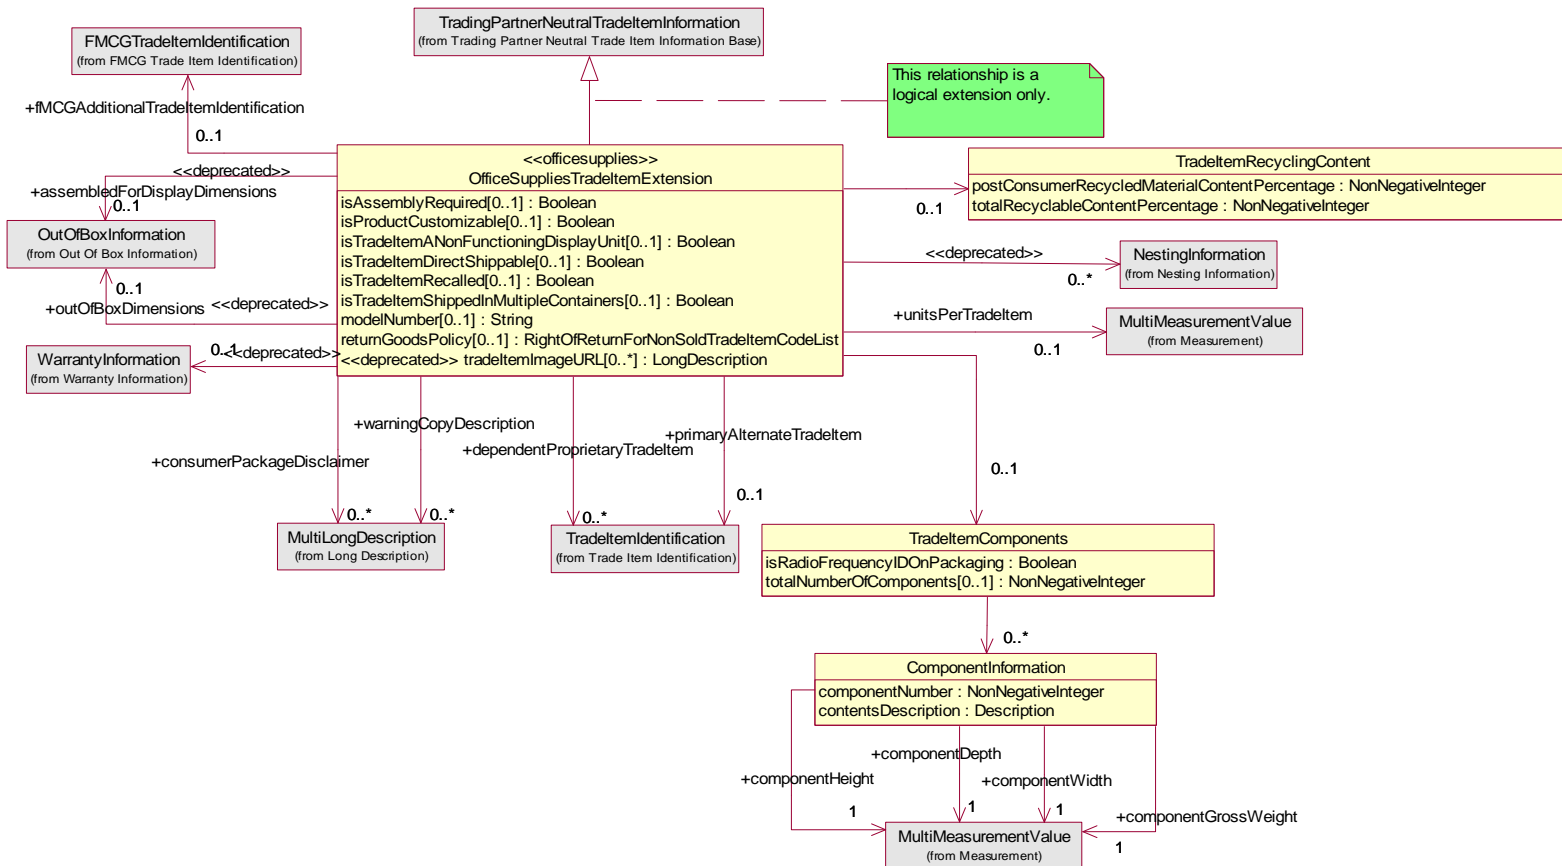 TradingPartnerNeutralTradeItemInformation
(from Trading Partner Neutral Trade Item Information Base)
FMCGTradeItemIdentification
(from FMCG Trade Item Identification)
This relationship is a
logical extension only.
+fMCGAdditionalTradeItemIdentification
0..1
<<officesupplies>>
OfficeSuppliesTradeItemExtension
isAssemblyRequired[0..1] : Boolean
isProductCustomizable[0..1] : Boolean
isTradeItemANonFunctioningDisplayUnit[0..1] : Boolean
isTradeItemDirectShippable[0..1] : Boolean
isTradeItemRecalled[0..1] : Boolean
isTradeItemShippedInMultipleContainers[0..1] : Boolean
modelNumber[0..1] : String
returnGoodsPolicy[0..1] : RightOfReturnForNonSoldTradeItemCodeList
<<deprecated>> tradeItemImageURL[0..*] : LongDescription
<<deprecated>>
+assembledForDisplayDimensions
0..1
OutOfBoxInformation
(from Out Of Box Information)
0..1
<<deprecated>>
+outOfBoxDimensions
WarrantyInformation
(from Warranty Information)
0..1
<<deprecated>>
TradeItemRecyclingContent
postConsumerRecycledMaterialContentPercentage : NonNegativeInteger
totalRecyclableContentPercentage : NonNegativeInteger
0..1
<<deprecated>>
0..*
NestingInformation
(from Nesting Information)
+unitsPerTradeItem
0..1
MultiMeasurementValue
(from Measurement)
+warningCopyDescription
+consumerPackageDisclaimer
0..*
0..*
MultiLongDescription
(from Long Description)
+primaryAlternateTradeItem
+dependentProprietaryTradeItem
0..*
0..1
TradeItemIdentification
(from Trade Item Identification)
0..1
TradeItemComponents
isRadioFrequencyIDOnPackaging : Boolean
totalNumberOfComponents[0..1] : NonNegativeInteger
0..*
ComponentInformation
componentNumber : NonNegativeInteger
contentsDescription : Description
+componentDepth
+componentHeight
+componentWidth
+componentGrossWeight
1
1
1
1
MultiMeasurementValue
(from Measurement)